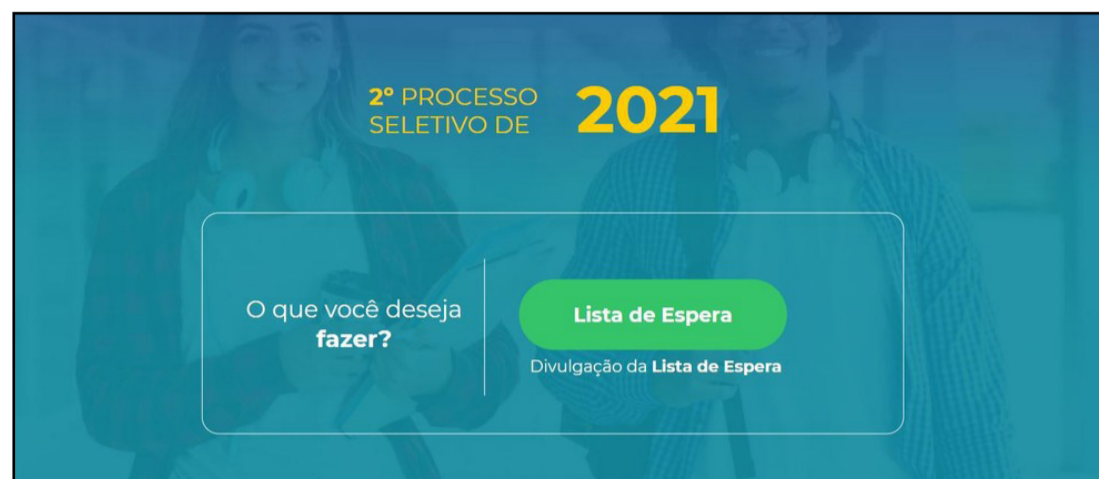 2º PROCESSO
SELETIVO DE
2021
O que você deseja
fazer?
Lista de Espera
Divulgação da Lista de Espera